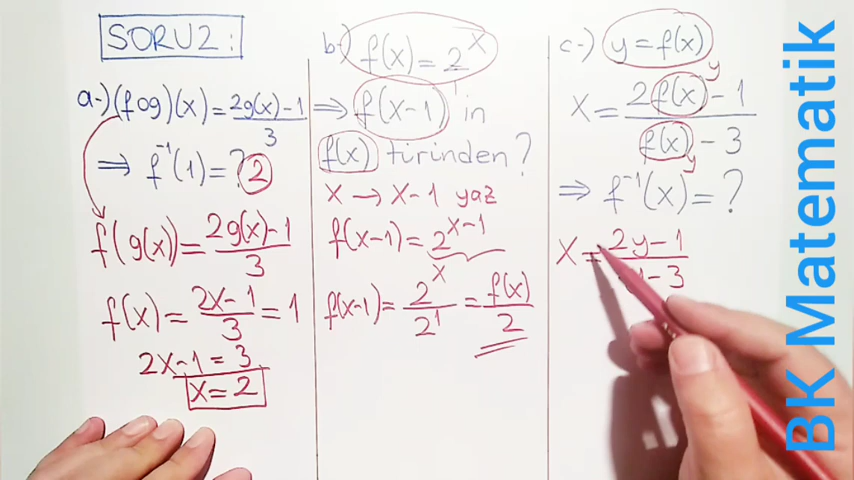 SORU2:
a-) (fog)(x) = 2g(x)-1 / 3
⇒ f⁻¹(1) = ? 2
f(g(x)) = 2g(x)-1 / 3
f(x) = 2x-1 / 3 = 1
2x-1 = 3
x = 2
b-) f(x) = 2^x
⇒ f(x-1) in
f(x) türinden ?
x → x-1 yaz
f(x-1) = 2^(x-1)
f(x-1) = 2^x / 2^1 = f(x) / 2
c-) y = f(x)
x = 2f(x) - 1 / f(x) - 3
y
y
⇒ f⁻¹(x) = ?
x = 2y-1 / y-3
BK Matematik